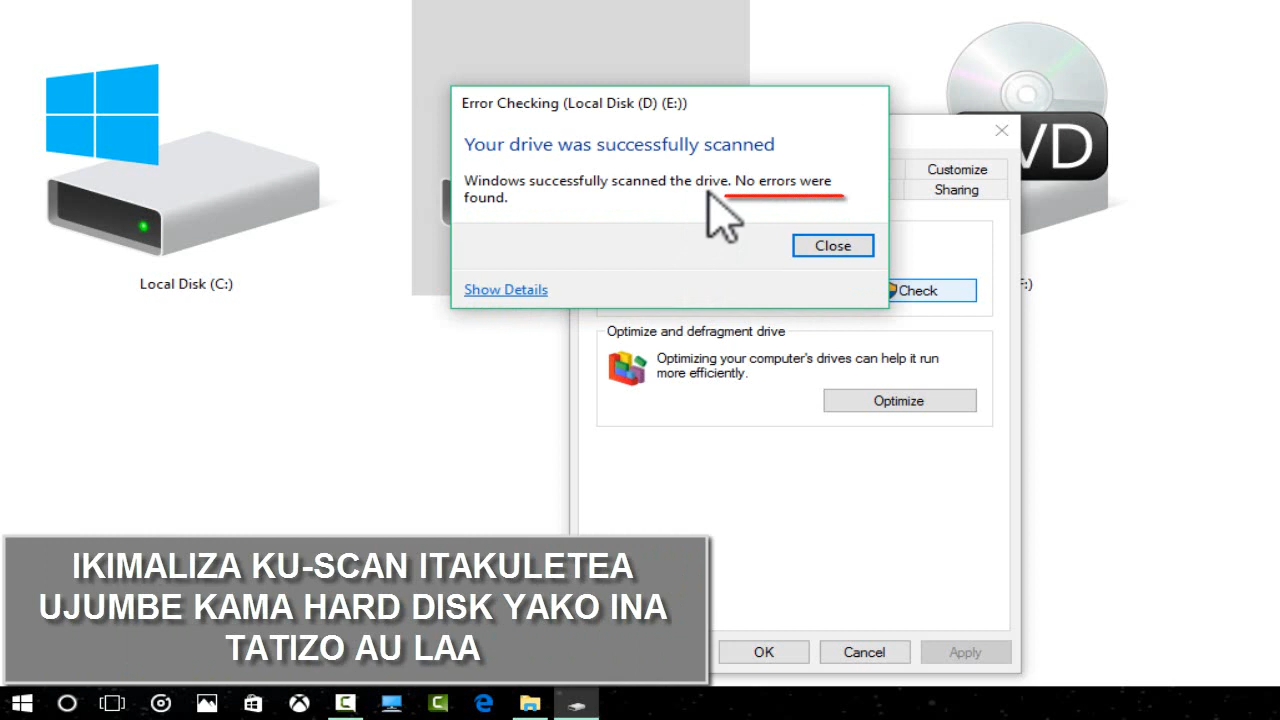 Error Checking (Local Disk (D) (E:))
Your drive was successfully scanned
Windows successfully scanned the drive. No errors were
found.
Close
Show Details
VD
Customize
Sharing
Local Disk (C:)
:)
Check
Optimize and defragment drive
Optimizing your computer's drives can help it run
more efficiently.
Optimize
IKIMALIZA KU-SCAN ITAKULETEA
UJUMBE KAMA HARD DISK YAKO INA
TATIZO AU LAA
OK
Cancel
Apply